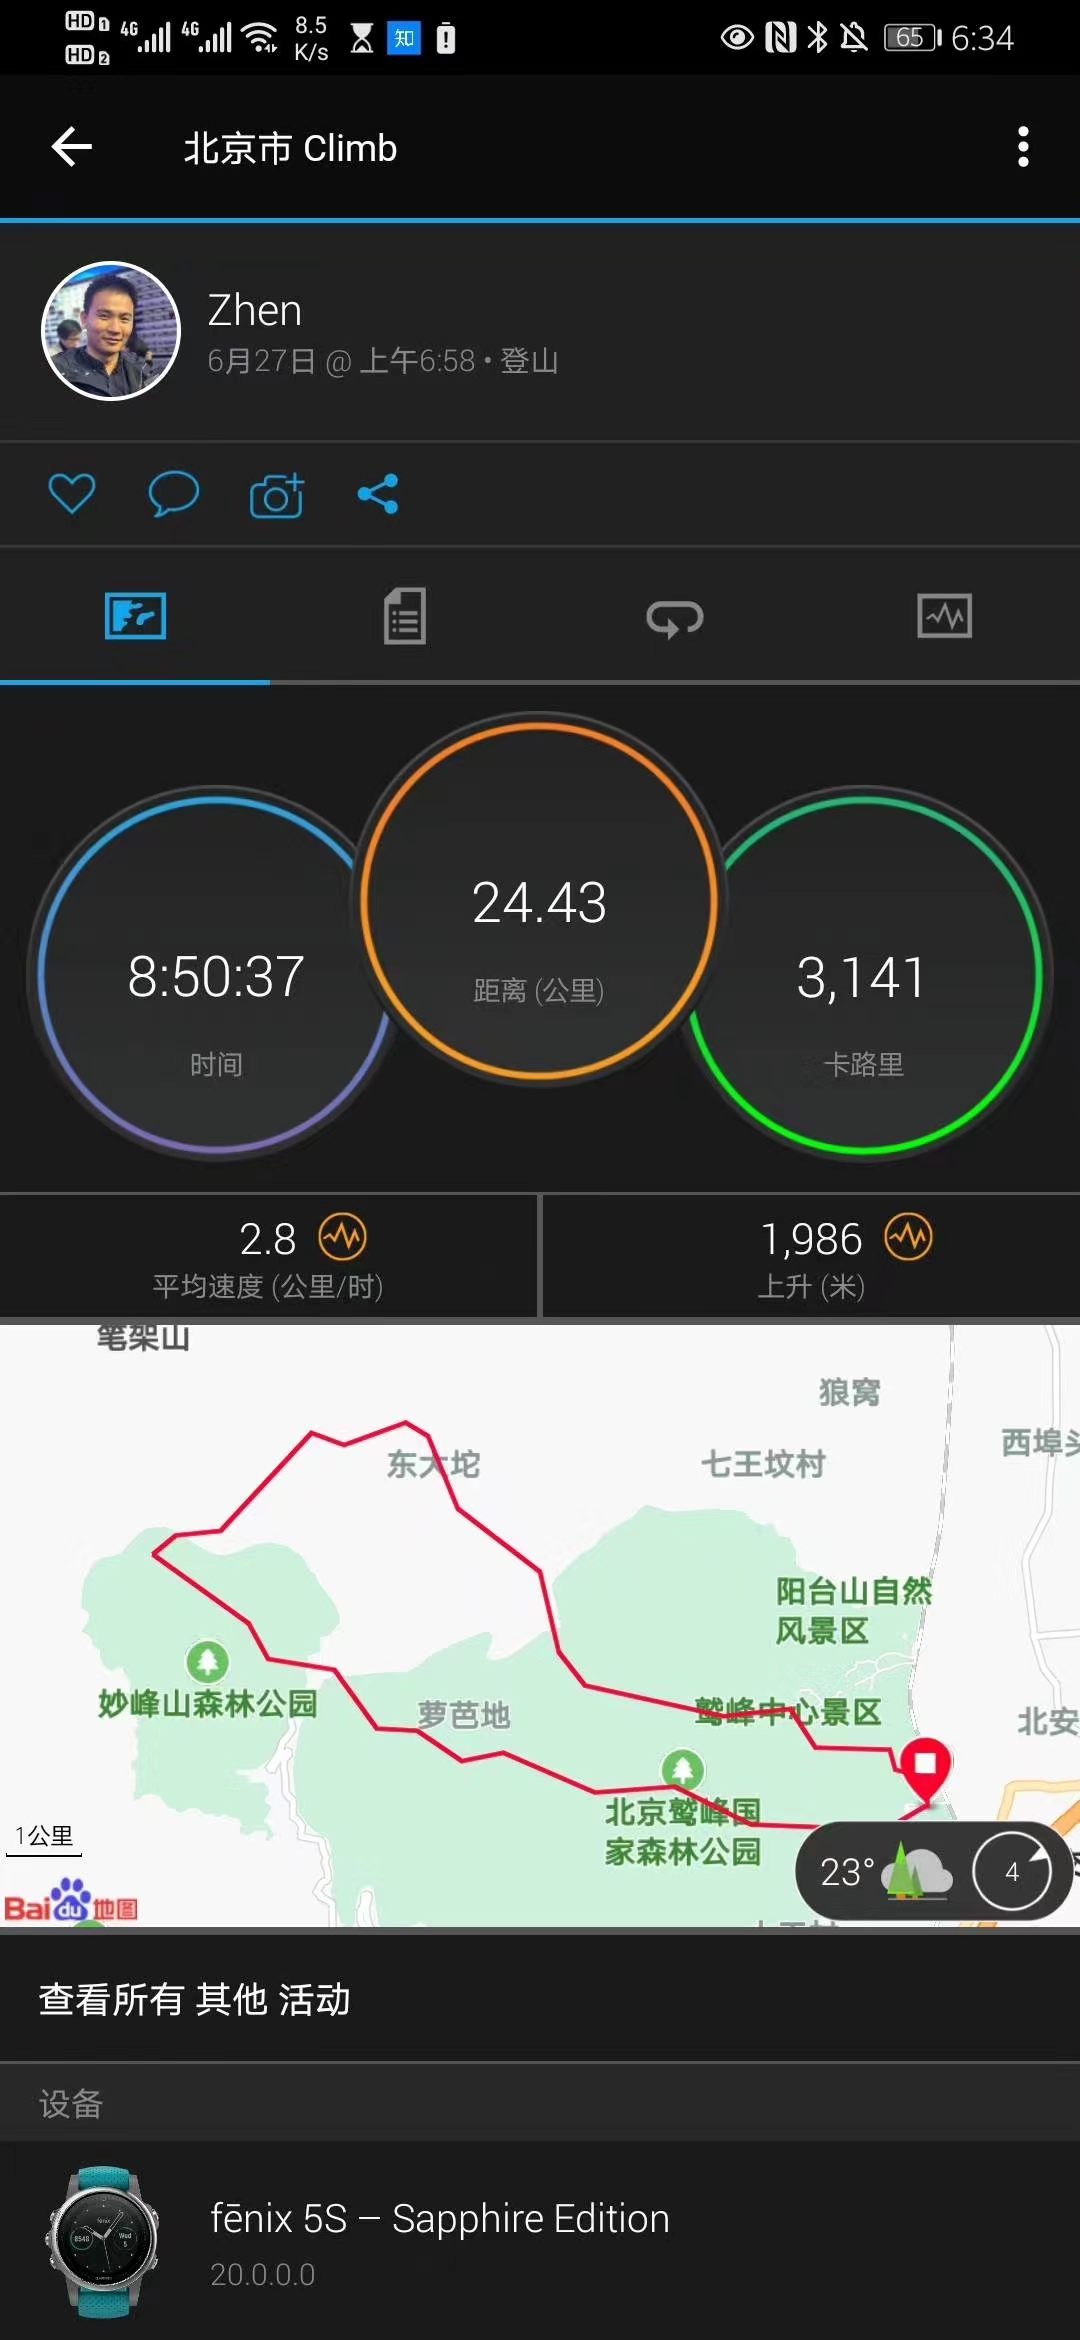 HD 1 4G 4G 8.5 K/s 知 65 6:34
HD 2
北京市 Climb
Zhen
6月27日 @ 上午6:58 • 登山
24.43
距离 (公里)
8:50:37
时间
3,141
卡路里
2.8
平均速度 (公里/时)
1,986
上升 (米)
笔架山
狼窝
西埠头
东大坨
七王坟村
阳台山自然
风景区
妙峰山森林公园
萝芭地
鹫峰中心景区
北安
北京鹫峰国
家森林公园
1公里
23°
4
Bai du 地图
查看所有 其他 活动
设备
fēnix 5S – Sapphire Edition
20.0.0.0